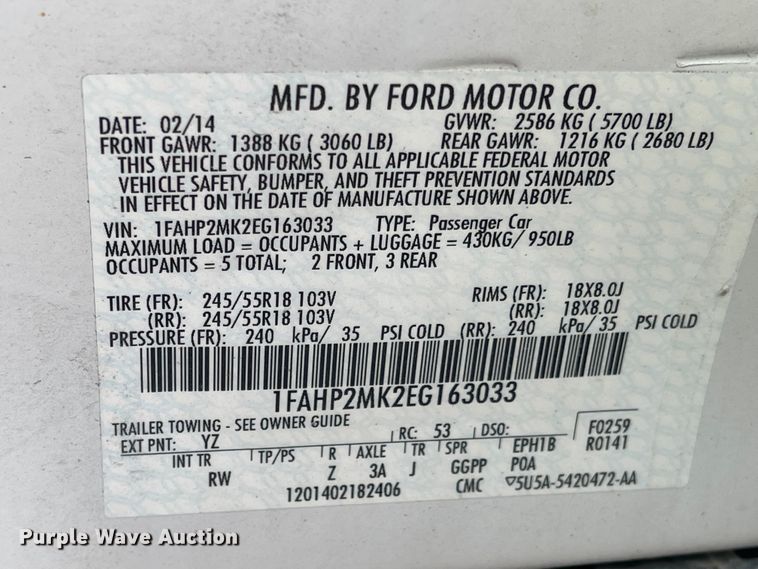 MFD. BY FORD MOTOR CO.
DATE: 02/14 GVWR: 2586 KG ( 5700 LB)
FRONT GAWR: 1388 KG ( 3060 LB) REAR GAWR: 1216 KG ( 2680 LB)
THIS VEHICLE CONFORMS TO ALL APPLICABLE FEDERAL MOTOR
VEHICLE SAFETY, BUMPER, AND THEFT PREVENTION STANDARDS
IN EFFECT ON THE DATE OF MANUFACTURE SHOWN ABOVE.
VIN: 1FAHP2MK2EG163033 TYPE: Passenger Car
MAXIMUM LOAD = OCCUPANTS + LUGGAGE = 430KG/ 950LB
OCCUPANTS = 5 TOTAL; 2 FRONT, 3 REAR
TIRE (FR): 245/55R18 103V RIMS (FR): 18X8.0J
(RR): 245/55R18 103V (RR): 18X8.0J
PRESSURE (FR): 240 kPa/ 35 PSI COLD (RR): 240 kPa/ 35 PSI COLD
1FAHP2MK2EG163033
TRAILER TOWING - SEE OWNER GUIDE
EXT PNT: YZ RC: 53 DSO: F0259
INT TR TP/PS R AXLE TR SPR EPH1B R0141
RW Z 3A J GGPP POA
1201402182406 CMC ▽5U5A-5420472-AA
Purple Wave Auction